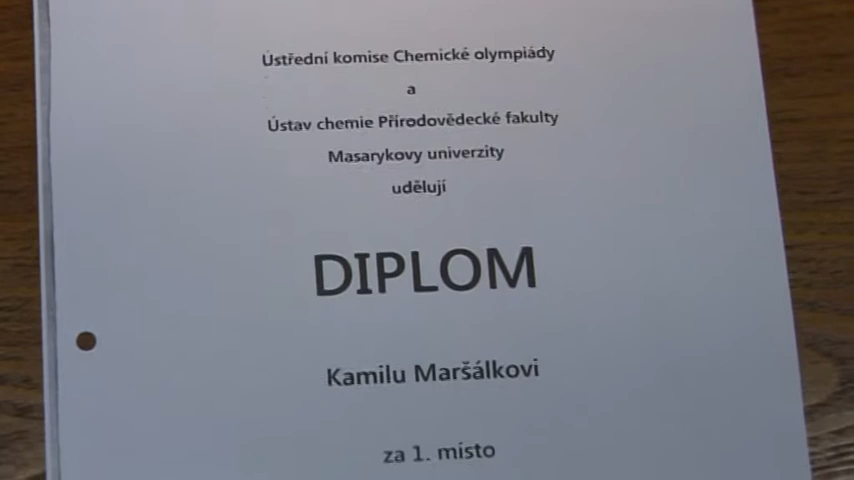 Ústřední komise Chemické olympiády
a
Ústav chemie Přírodovědecké fakulty
Masarykovy univerzity
udělují
DIPLOM
Kamilu Maršálkovi
za 1. místo